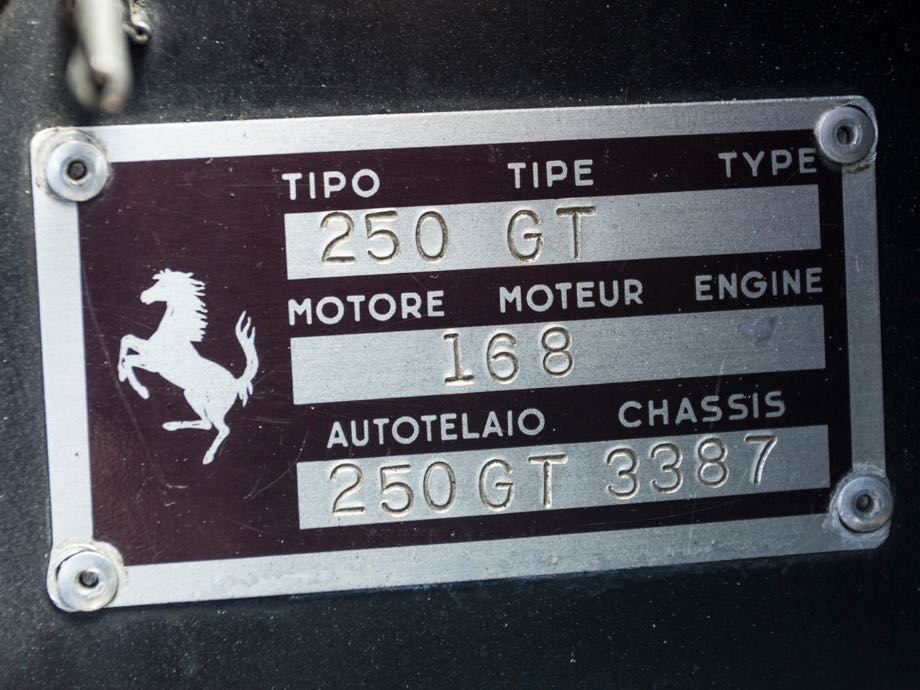 TIPO TIPE TYPE
250 GT
MOTORE MOTEUR ENGINE
168
AUTOTELAIO CHASSIS
250GT 3387